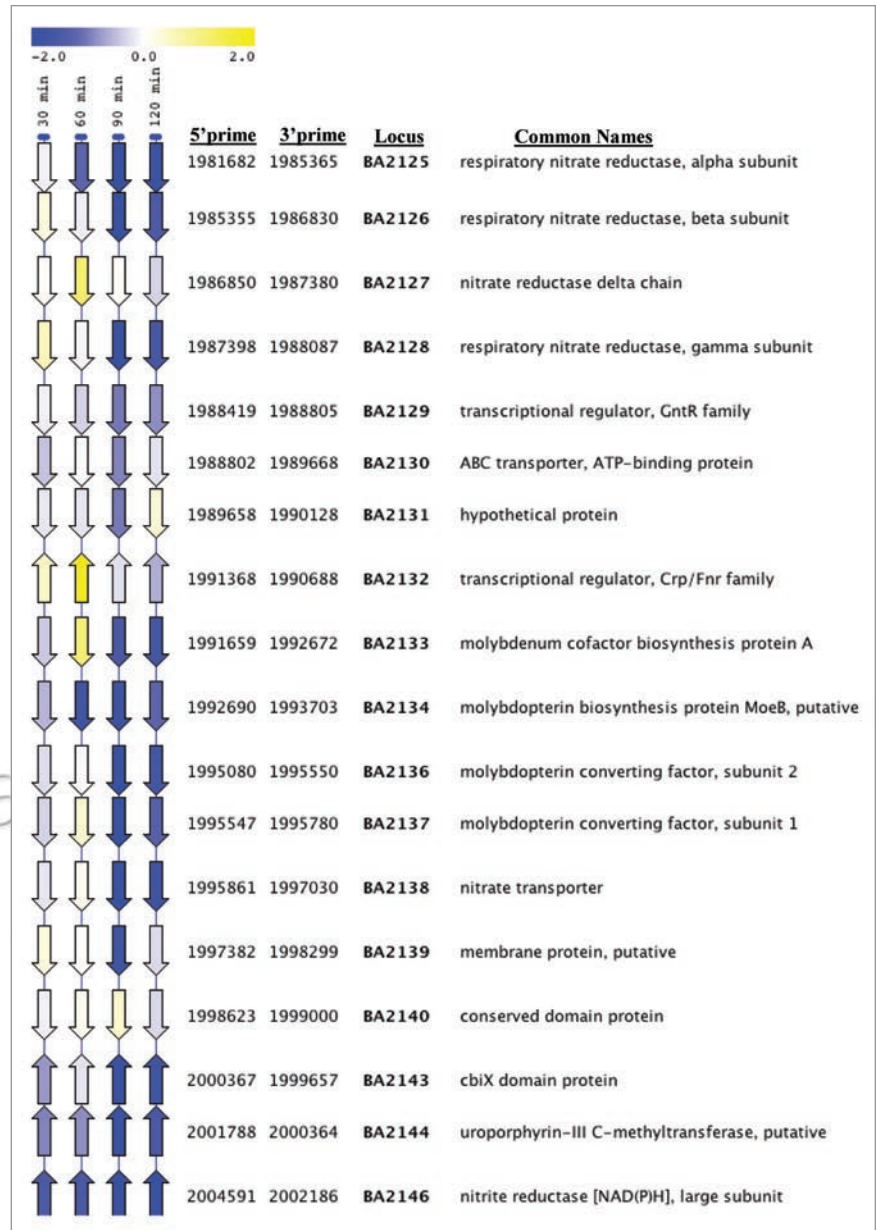 -2.0 0.0 2.0
30 min
60 min
90 min
120 min
5'prime 3'prime Locus Common Names
1981682 1985365 BA2125 respiratory nitrate reductase, alpha subunit
1985355 1986830 BA2126 respiratory nitrate reductase, beta subunit
1986850 1987380 BA2127 nitrate reductase delta chain
1987398 1988087 BA2128 respiratory nitrate reductase, gamma subunit
1988419 1988805 BA2129 transcriptional regulator, GntR family
1988802 1989668 BA2130 ABC transporter, ATP-binding protein
1989658 1990128 BA2131 hypothetical protein
1991368 1990688 BA2132 transcriptional regulator, Crp/Fnr family
1991659 1992672 BA2133 molybdenum cofactor biosynthesis protein A
1992690 1993703 BA2134 molybdopterin biosynthesis protein MoeB, putative
1995080 1995550 BA2136 molybdopterin converting factor, subunit 2
1995547 1995780 BA2137 molybdopterin converting factor, subunit 1
1995861 1997030 BA2138 nitrate transporter
1997382 1998299 BA2139 membrane protein, putative
1998623 1999000 BA2140 conserved domain protein
2000367 1999657 BA2143 cbiX domain protein
2001788 2000364 BA2144 uroporphyrin-III C-methyltransferase, putative
2004591 2002186 BA2146 nitrite reductase [NAD(P)H], large subunit